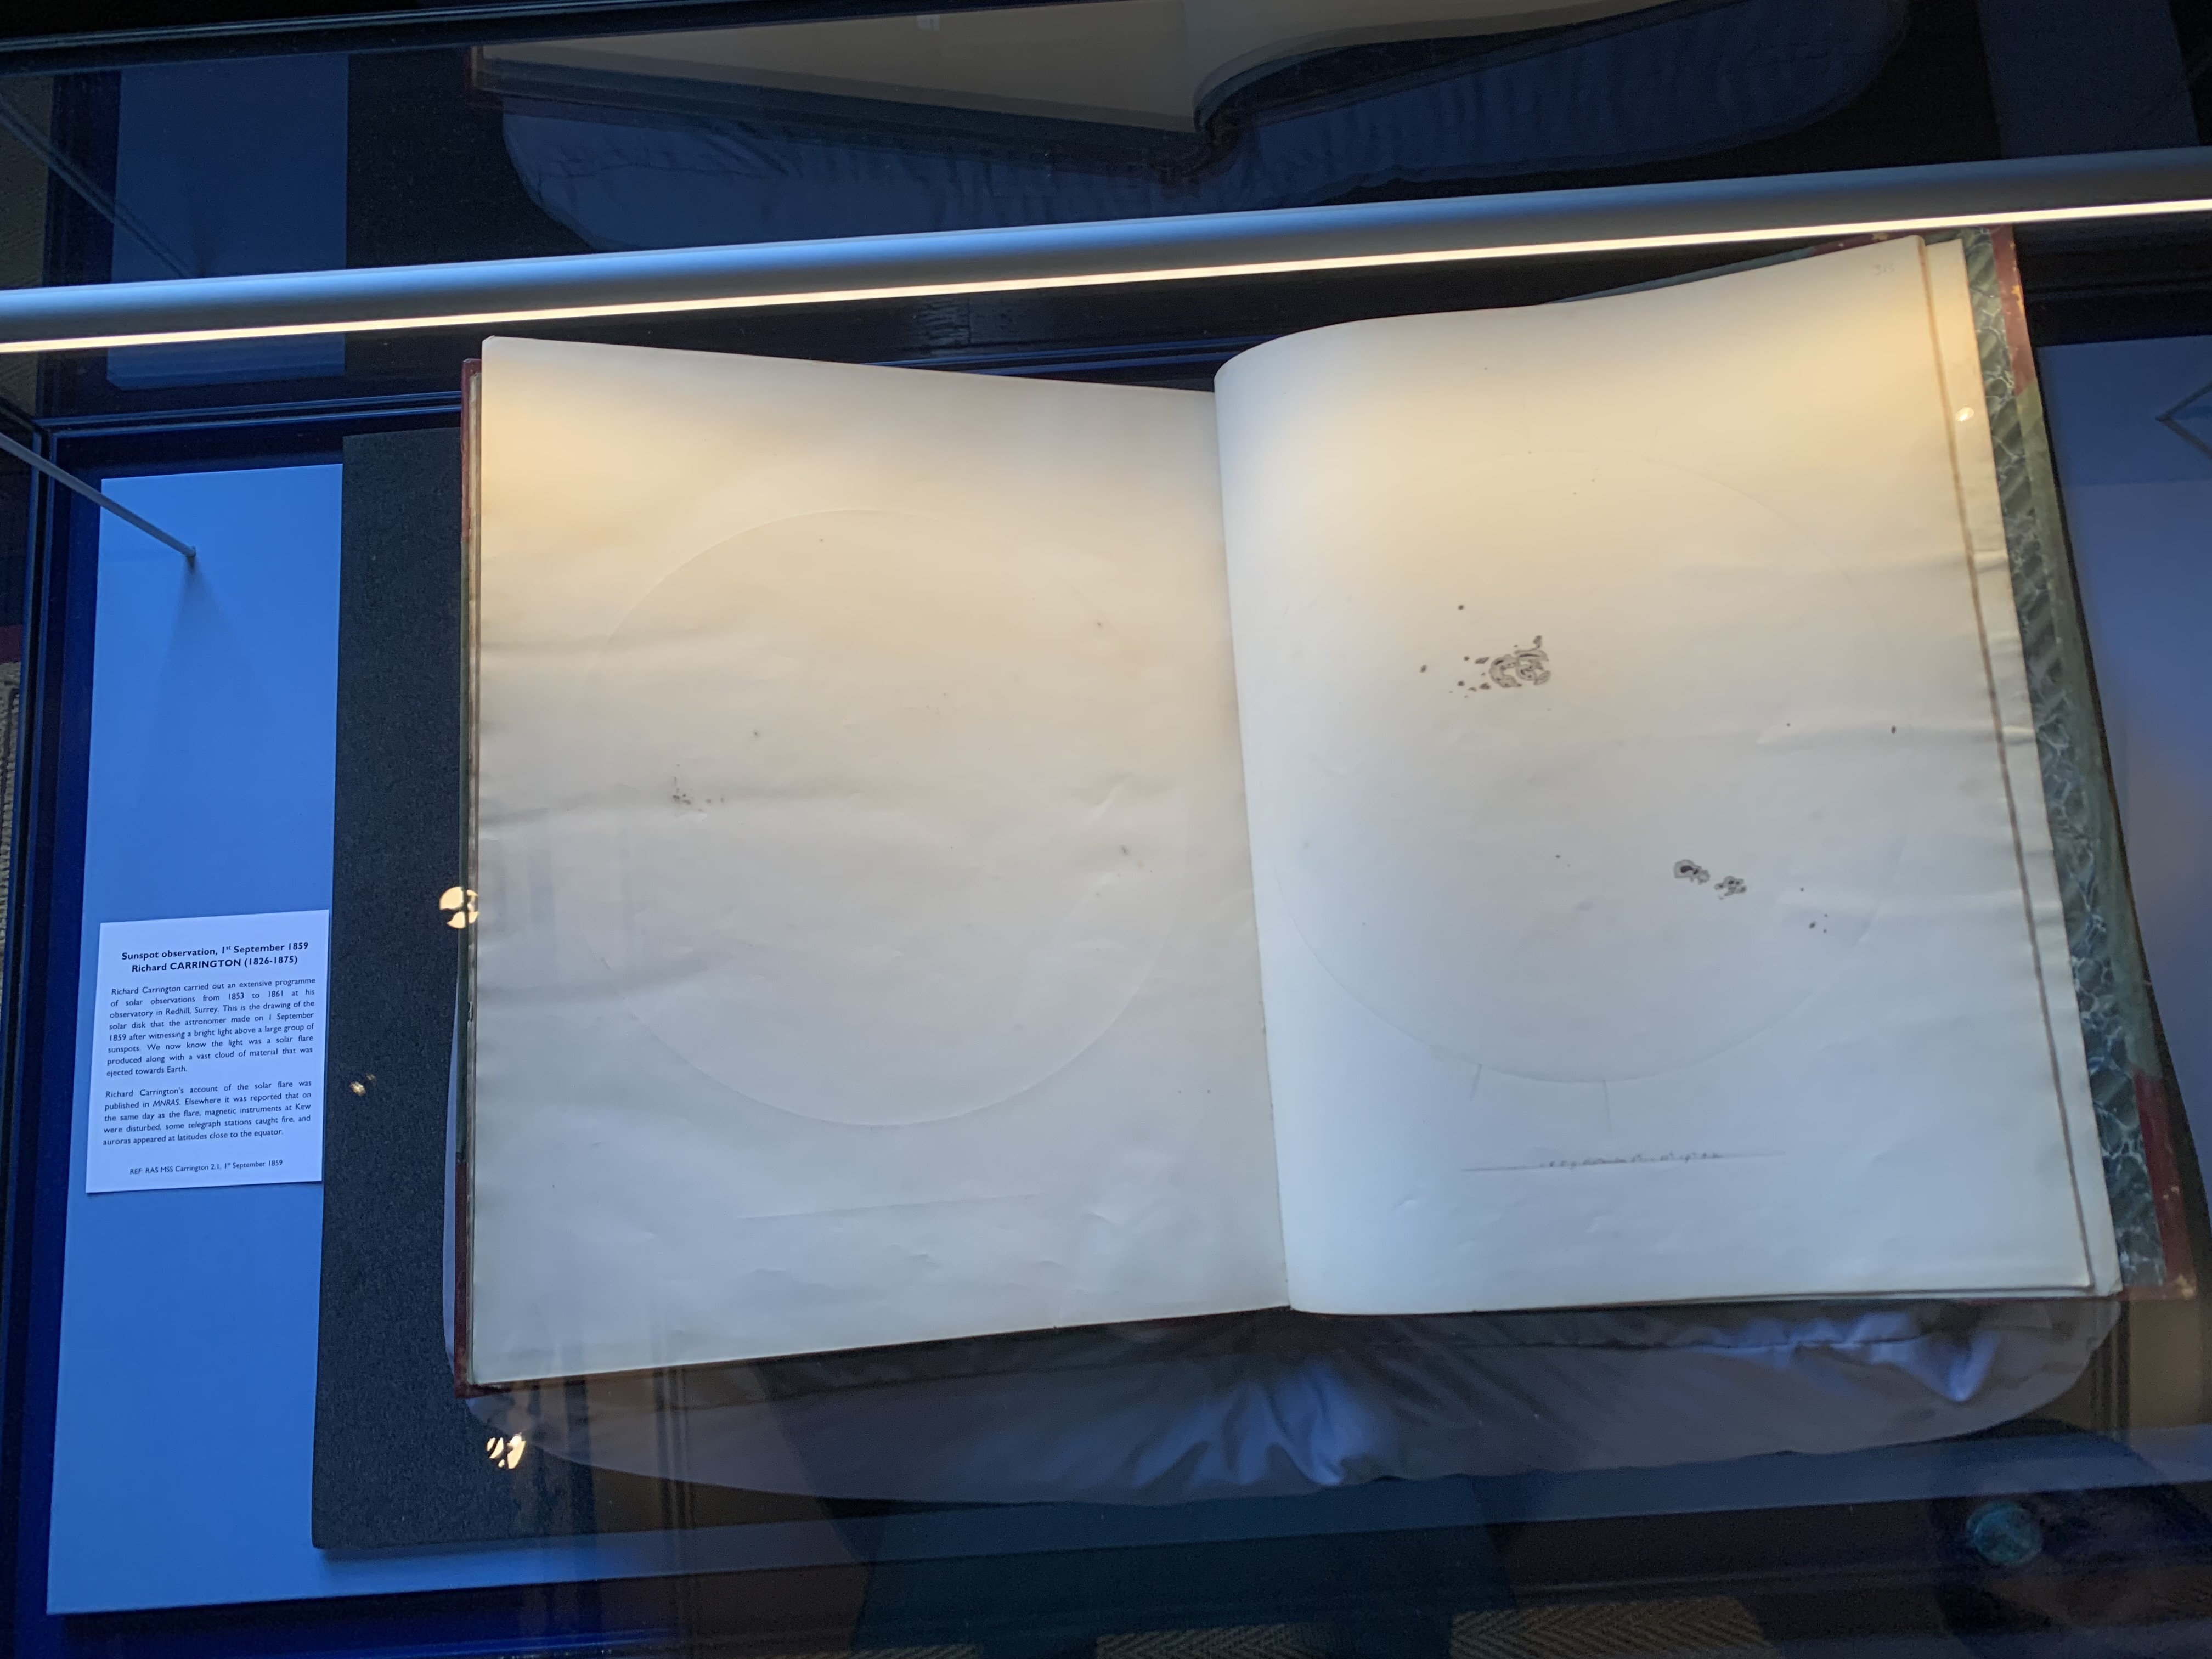 Sunspot observation, 1st September 1859
Richard CARRINGTON (1826-1875)
Richard Carrington carried out an extensive programme
of solar observations from 1853 to 1861 at his
observatory in Redhill, Surrey. This is the drawing of the
solar disk that the astronomer made on 1 September
1859 after witnessing a bright light above a large group of
sunspots. We now know the light was a solar flare
produced along with a vast cloud of material that was
ejected towards Earth.
Richard Carrington's account of the solar flare was
published in MNRAS. Elsewhere it was reported that on
the same day as the flare, magnetic instruments at Kew
were disturbed, some telegraph stations caught fire, and
auroras appeared at latitudes close to the equator.
REF: RAS MSS Carrington 2.1, 1st September 1859